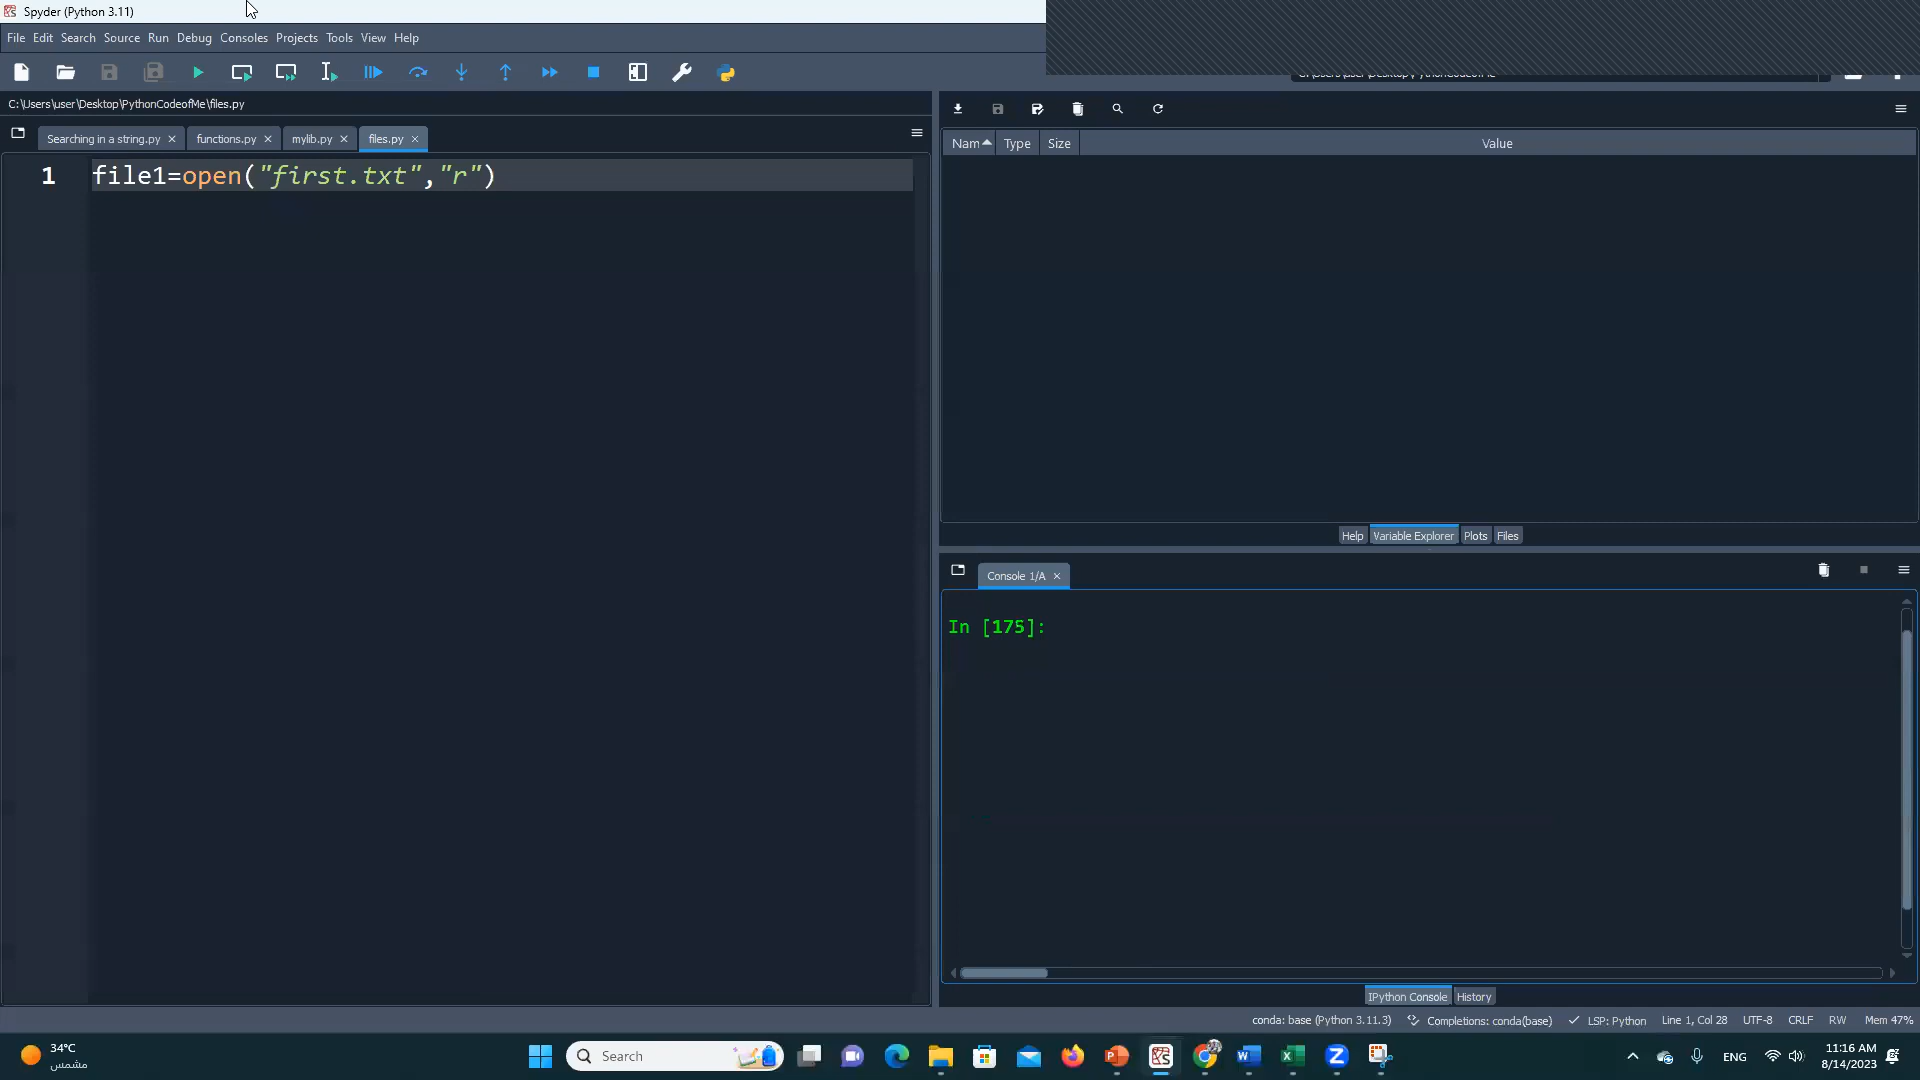 Spyder (Python 3.11)
File Edit Search Source Run Debug Consoles Projects Tools View Help
C:\Users\user\Desktop\PythonCodeofMe\files.py
Searching in a string.py functions.py mylib.py files.py
1 file1=open("first.txt","r")
Nam Type Size Value
Help Variable Explorer Plots Files
Console 1/A
In [175]:
IPython Console History
conda: base (Python 3.11.3) Completions: conda(base) LSP: Python Line 1, Col 28 UTF-8 CRLF RW Mem 47%
34°C
مشمس
Search
ENG
11:16 AM
8/14/2023